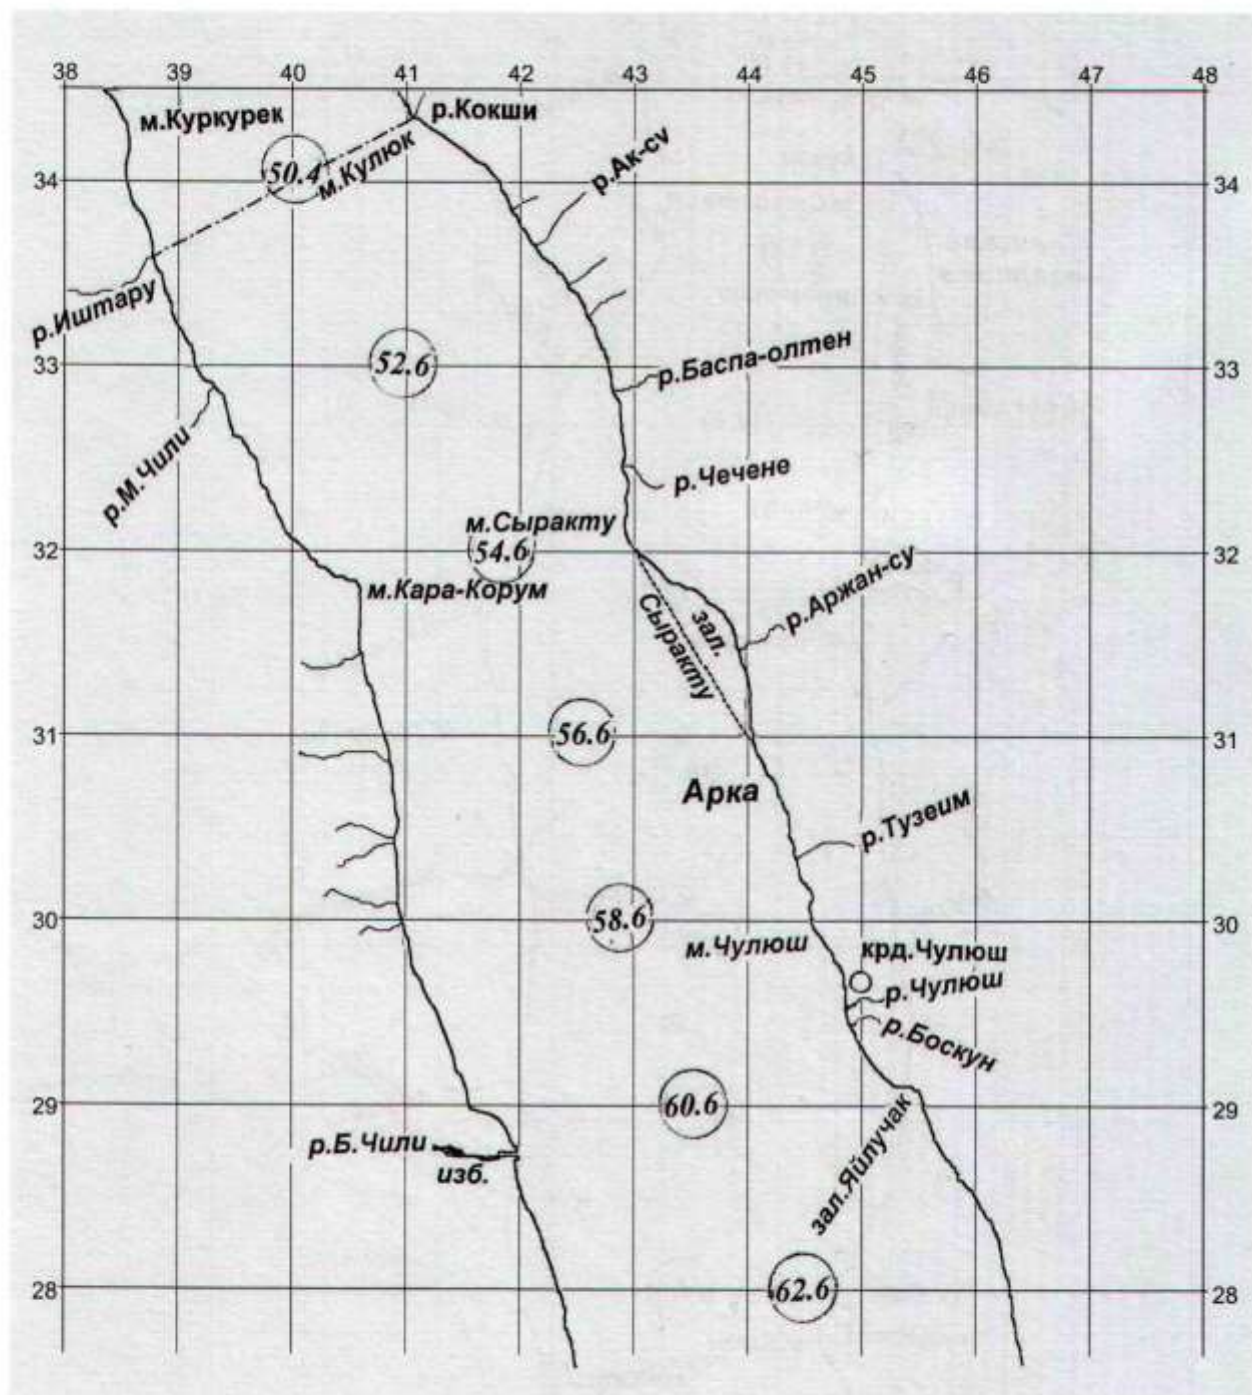 38 39 40 41 42 43 44 45 46 47 48
м.Куркурек
р.Кокши
р.Ак-су
50.4
м.Кулюк
34 34
р.Иштару
33 33
52.6
р.Баспа-олтен
р.М.Чили
р.Чечене
м.Сыракту
32 32
54.6
м.Кара-Корум
р.Аржан-су
зал.
Сыракту
31 31
56.6
Арка
р.Тузеим
30 30
58.6
м.Чулюш
крд.Чулюш
р.Чулюш
р.Боскун
29 29
60.6
р.Б.Чили
изб.
зал.Яйлучак
28 28
62.6